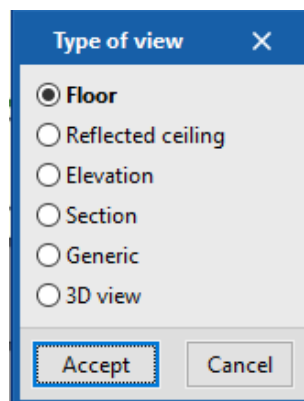 Type of view
Floor
Reflected ceiling
Elevation
Section
Generic
3D view
Accept Cancel